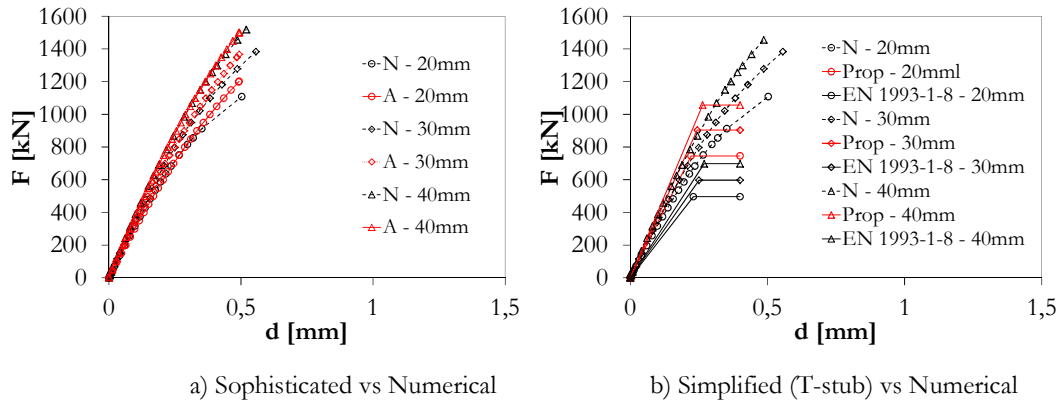 F [kN]
1600
1400
1200
1000
800
600
400
200
0
0
0,5
1
1,5
d [mm]
N - 20mm
A - 20mm
N - 30mm
A - 30mm
N - 40mm
A - 40mm
a) Sophisticated vs Numerical
F [kN]
1600
1400
1200
1000
800
600
400
200
0
0
0,5
1
1,5
d [mm]
N - 20mm
Prop - 20mml
EN 1993-1-8 - 20mm
N - 30mm
Prop - 30mm
EN 1993-1-8 - 30mm
N - 40mm
Prop - 40mm
EN 1993-1-8 - 40mm
b) Simplified (T-stub) vs Numerical